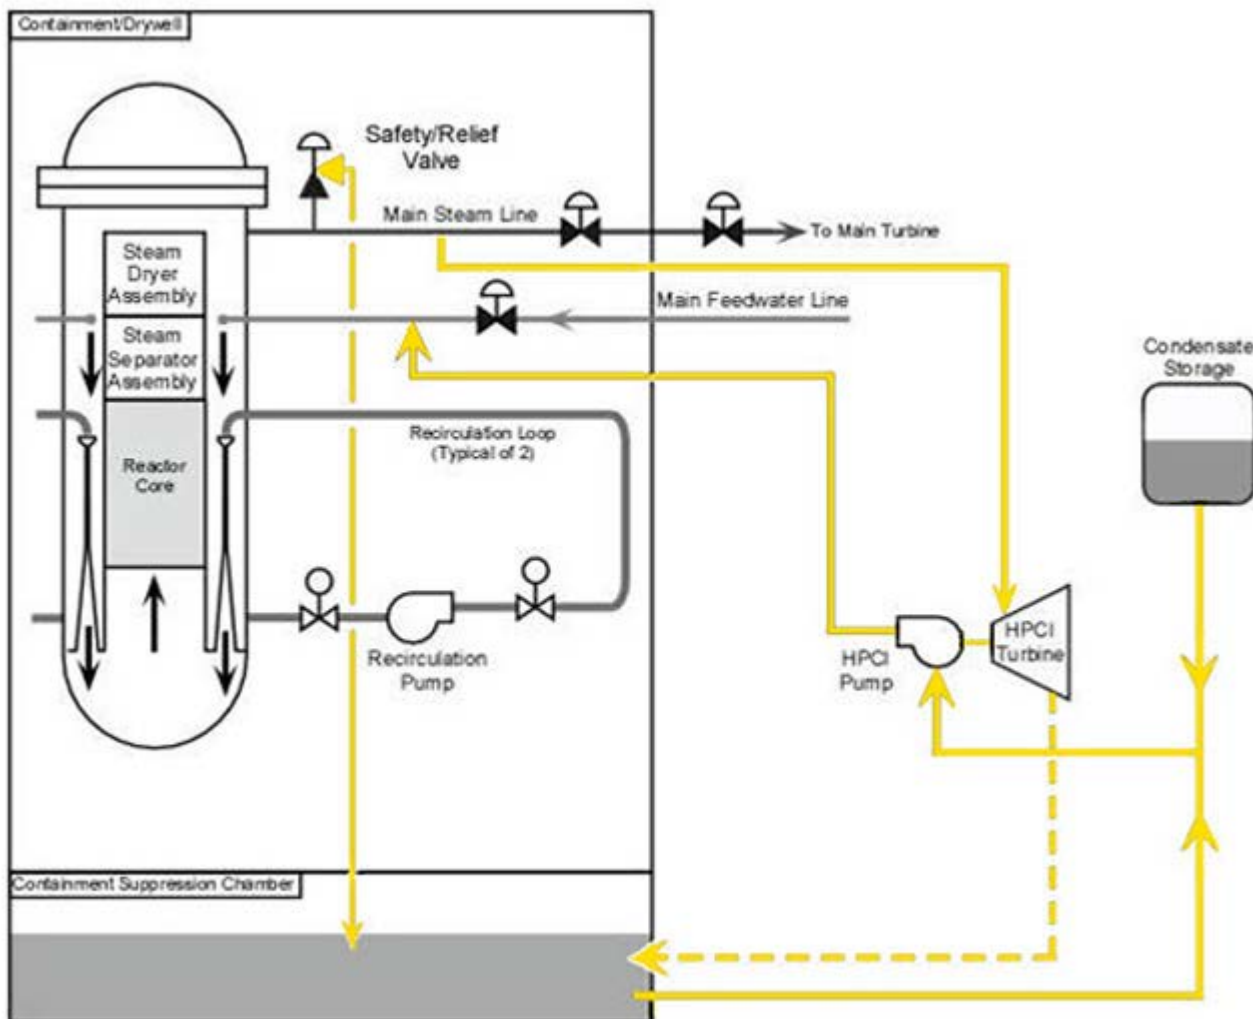 Containment/Drywell
Safety/Relief
Valve
Main Steam Line
To Main Turbine
Steam
Dryer
Assembly
Main Feedwater Line
Steam
Separator
Assembly
Condensate
Storage
Recirculation Loop
(Typical of 2)
Reactor
Core
HPCI
Turbine
HPCI
Pump
Recirculation
Pump
Containment Suppression Chamber